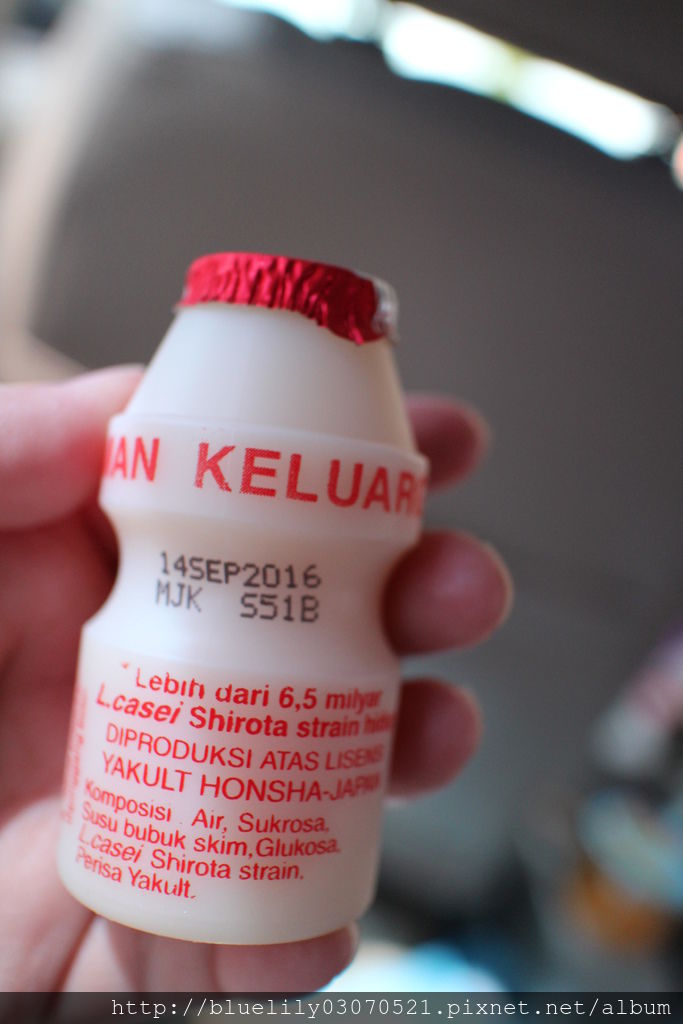 KELUAR
14SEP2016
MJK S51B
Lebih dari 6,5 milyar
L.casei Shirota strain
DIPRODUKSI ATAS LISENSI
YAKULT HONSHA-JAPAN
Komposisi : Air, Sukrosa,
Susu bubuk skim, Glukosa,
L.casei Shirota strain,
Perisa Yakult.
http://bluelily03070521.pixnet.net/album